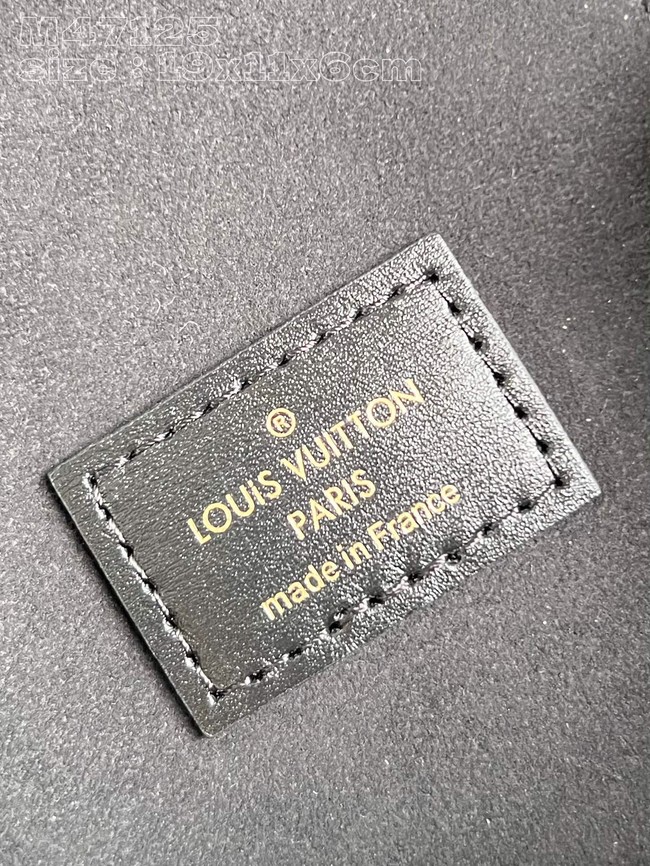 M47125
size : 19x11x6cm
®
LOUIS VUITTON
PARIS
made in France